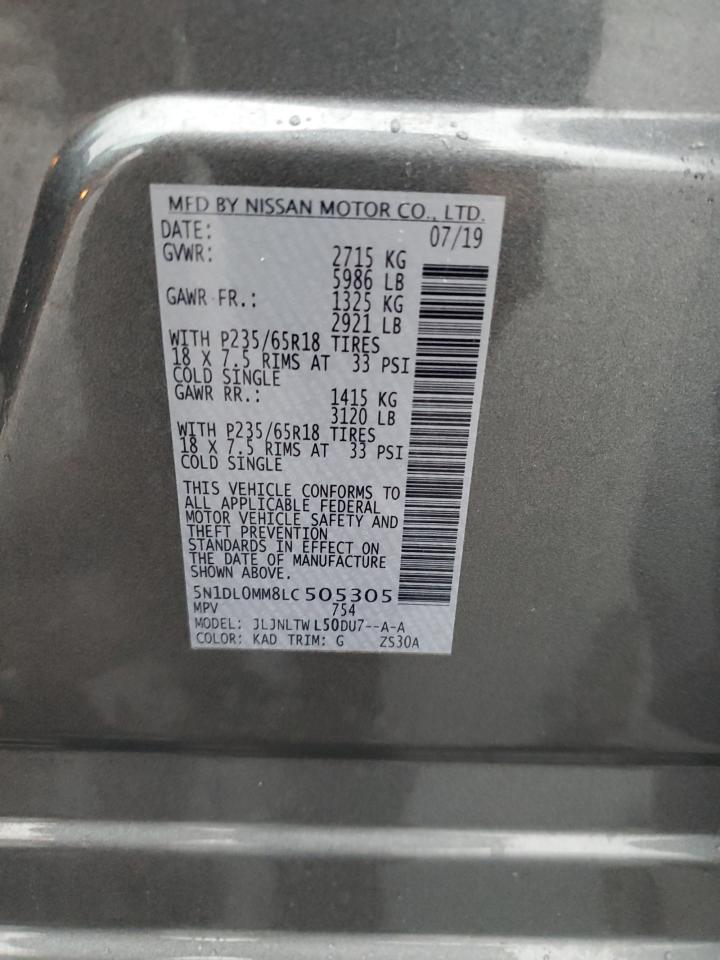 MFD BY NISSAN MOTOR CO., LTD.
DATE: 07/19
GVWR: 2715 KG
5986 LB
GAWR FR.: 1325 KG
2921 LB
WITH P235/65R18 TIRES
18 X 7.5 RIMS AT 33 PSI
COLD SINGLE
GAWR RR.: 1415 KG
3120 LB
WITH P235/65R18 TIRES
18 X 7.5 RIMS AT 33 PSI
COLD SINGLE
THIS VEHICLE CONFORMS TO
ALL APPLICABLE FEDERAL
MOTOR VEHICLE SAFETY AND
THEFT PREVENTION
STANDARDS IN EFFECT ON
THE DATE OF MANUFACTURE
SHOWN ABOVE.
5N1DL0MM8LC505305
MPV 754
MODEL: JLJNLTWL50DU7--A-A
COLOR: KAD TRIM: G ZS30A